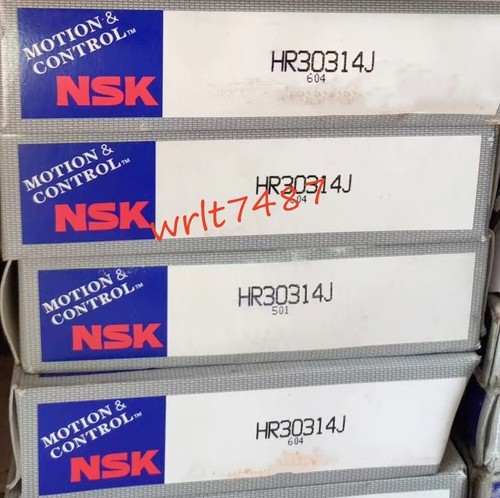 MOTION &
CONTROL™
NSK
HR30314J
604
MOTION &
CONTROL™
NSK
HR30314J
604
wrlt7487
MOTION &
CONTROL™
NSK
HR30314J
501
MOTION &
CONTROL™
NSK
HR30314J
604